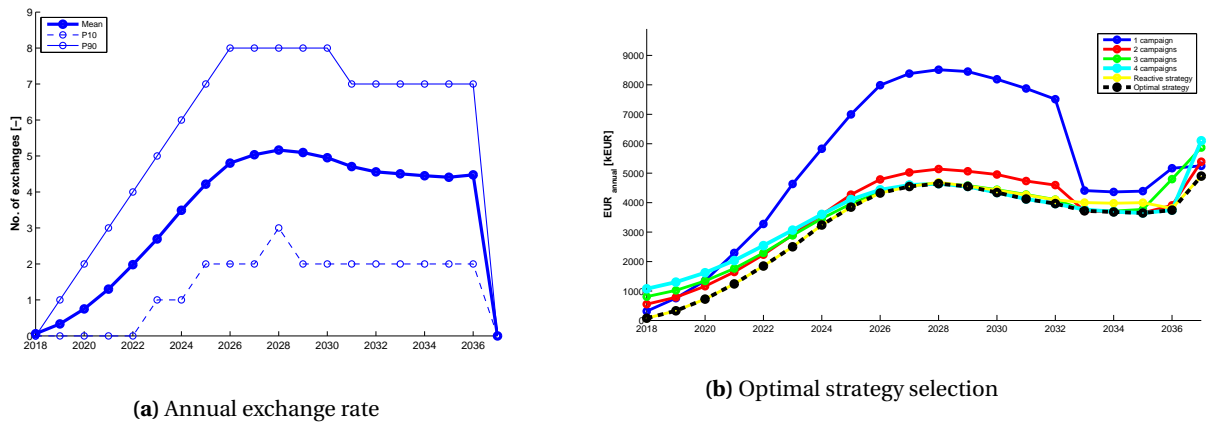 9
8
7
6
5
4
3
2
1
0
No. of exchanges [-]
Mean
P10
P90
2018 2020 2022 2024 2026 2028 2030 2032 2034 2036
(a) Annual exchange rate
9000
8000
7000
6000
5000
4000
3000
2000
1000
0
EUR annual [kEUR]
1 campaign
2 campaigns
3 campaigns
4 campaigns
Reactive strategy
Optimal strategy
2018 2020 2022 2024 2026 2028 2030 2032 2034 2036
(b) Optimal strategy selection